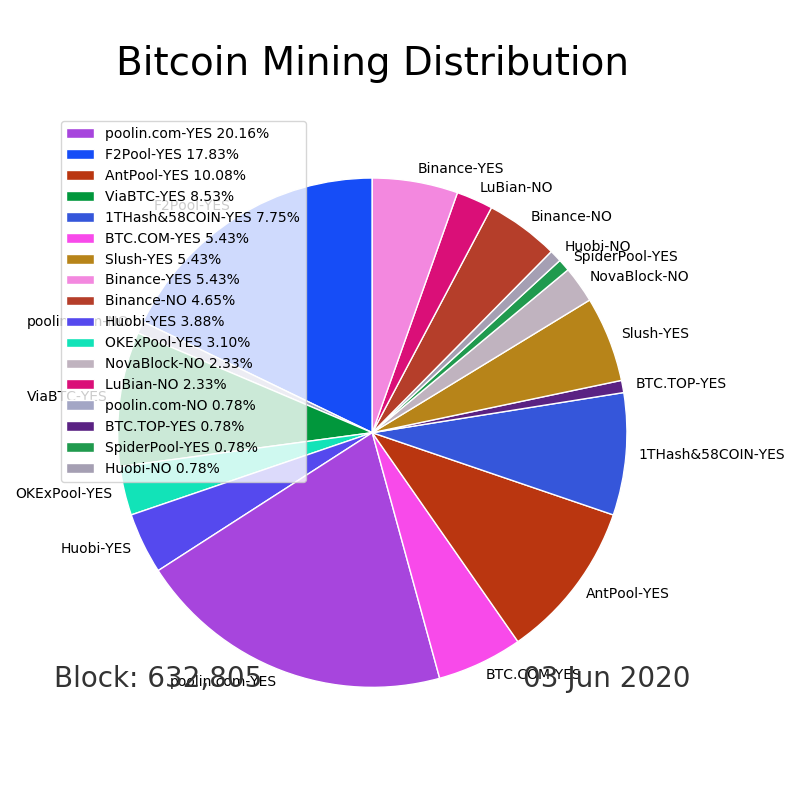 Bitcoin Mining Distribution
poolin.com-YES 20.16%
F2Pool-YES 17.83%
AntPool-YES 10.08%
ViaBTC-YES 8.53%
1THash&58COIN-YES 7.75%
BTC.COM-YES 5.43%
Slush-YES 5.43%
Binance-YES 5.43%
Binance-NO 4.65%
Huobi-YES 3.88%
OKExPool-YES 3.10%
NovaBlock-NO 2.33%
LuBian-NO 2.33%
poolin.com-NO 0.78%
BTC.TOP-YES 0.78%
SpiderPool-YES 0.78%
Huobi-NO 0.78%
Binance-YES
LuBian-NO
Binance-NO
Huobi-NO
SpiderPool-YES
NovaBlock-NO
Slush-YES
BTC.TOP-YES
1THash&58COIN-YES
AntPool-YES
BTC.COM-YES
poolin.com-YES
Huobi-YES
OKExPool-YES
ViaBTC-YES
poolin.com-NO
F2Pool-YES
Block: 632,805
03 Jun 2020